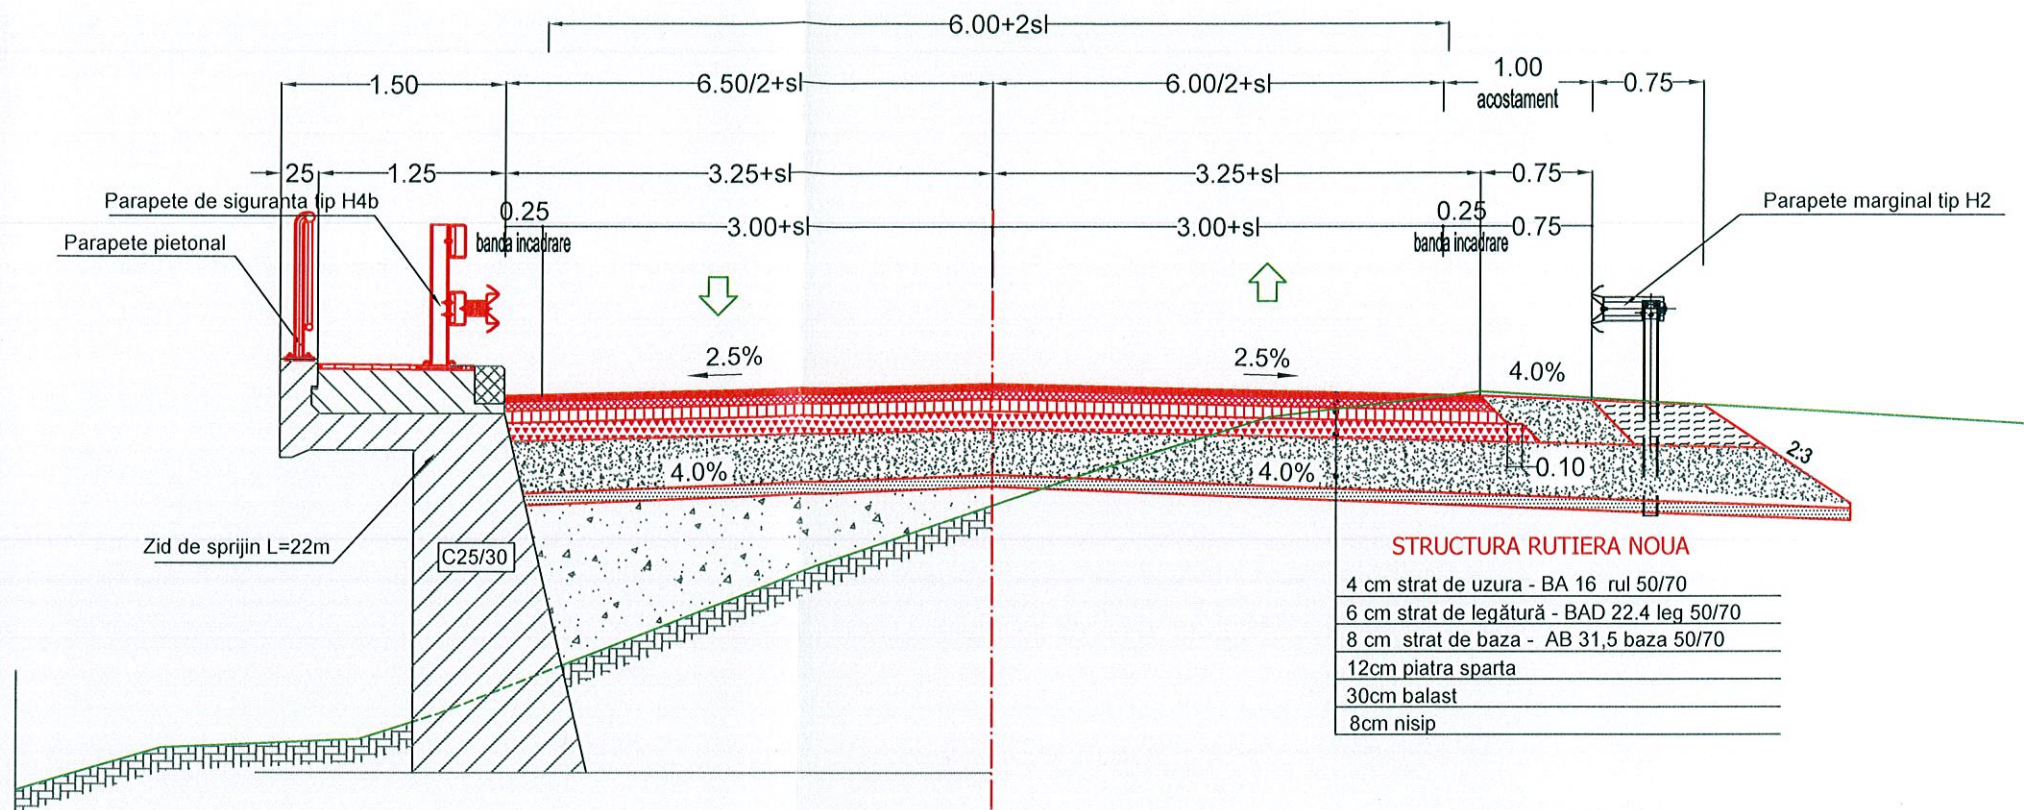 6.00+2sl
1.50
6.50/2+sl
6.00/2+sl
1.00
acostament
0.75
25
1.25
3.25+sl
3.25+sl
0.75
Parapete de siguranta tip H4b
Parapete marginal tip H2
0.25
banda incadrare
3.00+sl
3.00+sl
0.25
banda incadrare
0.75
Parapete pietonal
2.5%
2.5%
4.0%
4.0%
4.0%
0.10
2:3
Zid de sprijin L=22m
C25/30
STRUCTURA RUTIERA NOUA
4 cm strat de uzura - BA 16 rul 50/70
6 cm strat de legătură - BAD 22.4 leg 50/70
8 cm strat de baza - AB 31,5 baza 50/70
12cm piatra sparta
30cm balast
8cm nisip